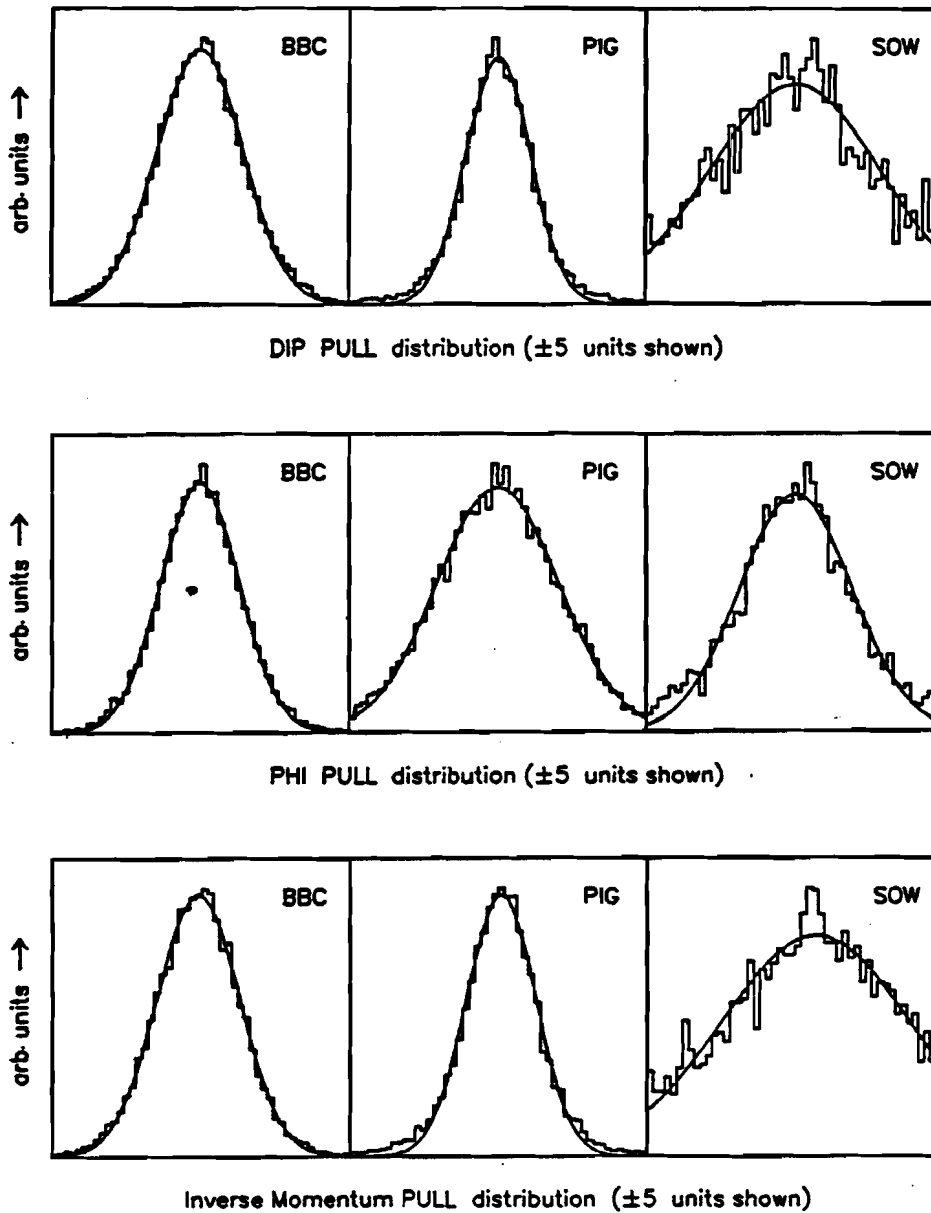 BBC PIG SOW
arb. units →
DIP PULL distribution (±5 units shown)
BBC PIG SOW
arb. units →
PHI PULL distribution (±5 units shown)
BBC PIG SOW
arb. units →
Inverse Momentum PULL distribution (±5 units shown)